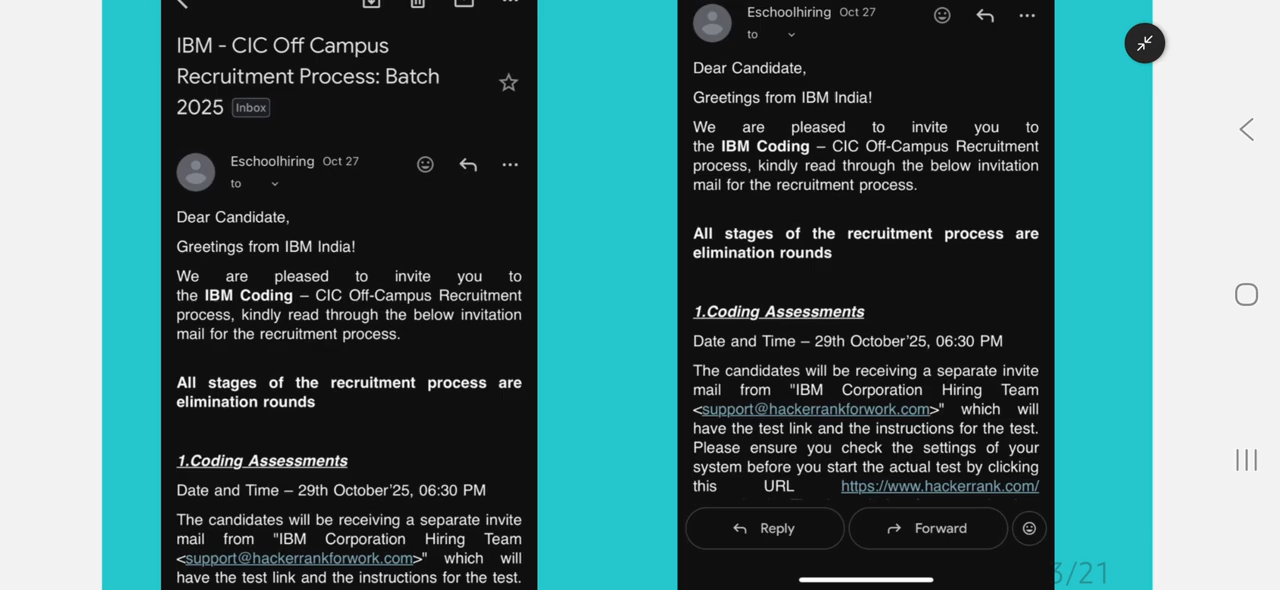 IBM - CIC Off Campus
Recruitment Process: Batch
2025 Inbox
Eschoolhiring Oct 27
to
Dear Candidate,
Greetings from IBM India!
We are pleased to invite you to
the IBM Coding – CIC Off-Campus Recruitment
process, kindly read through the below invitation
mail for the recruitment process.
All stages of the recruitment process are
elimination rounds
1.Coding Assessments
Date and Time – 29th October'25, 06:30 PM
The candidates will be receiving a separate invite
mail from "IBM Corporation Hiring Team
<support@hackerrankforwork.com>" which will
have the test link and the instructions for the test.
Eschoolhiring Oct 27
to
Dear Candidate,
Greetings from IBM India!
We are pleased to invite you to
the IBM Coding – CIC Off-Campus Recruitment
process, kindly read through the below invitation
mail for the recruitment process.
All stages of the recruitment process are
elimination rounds
1.Coding Assessments
Date and Time – 29th October'25, 06:30 PM
The candidates will be receiving a separate invite
mail from "IBM Corporation Hiring Team
<support@hackerrankforwork.com>" which will
have the test link and the instructions for the test.
Please ensure you check the settings of your
system before you start the actual test by clicking
this URL https://www.hackerrank.com/
Reply
Forward
3/21